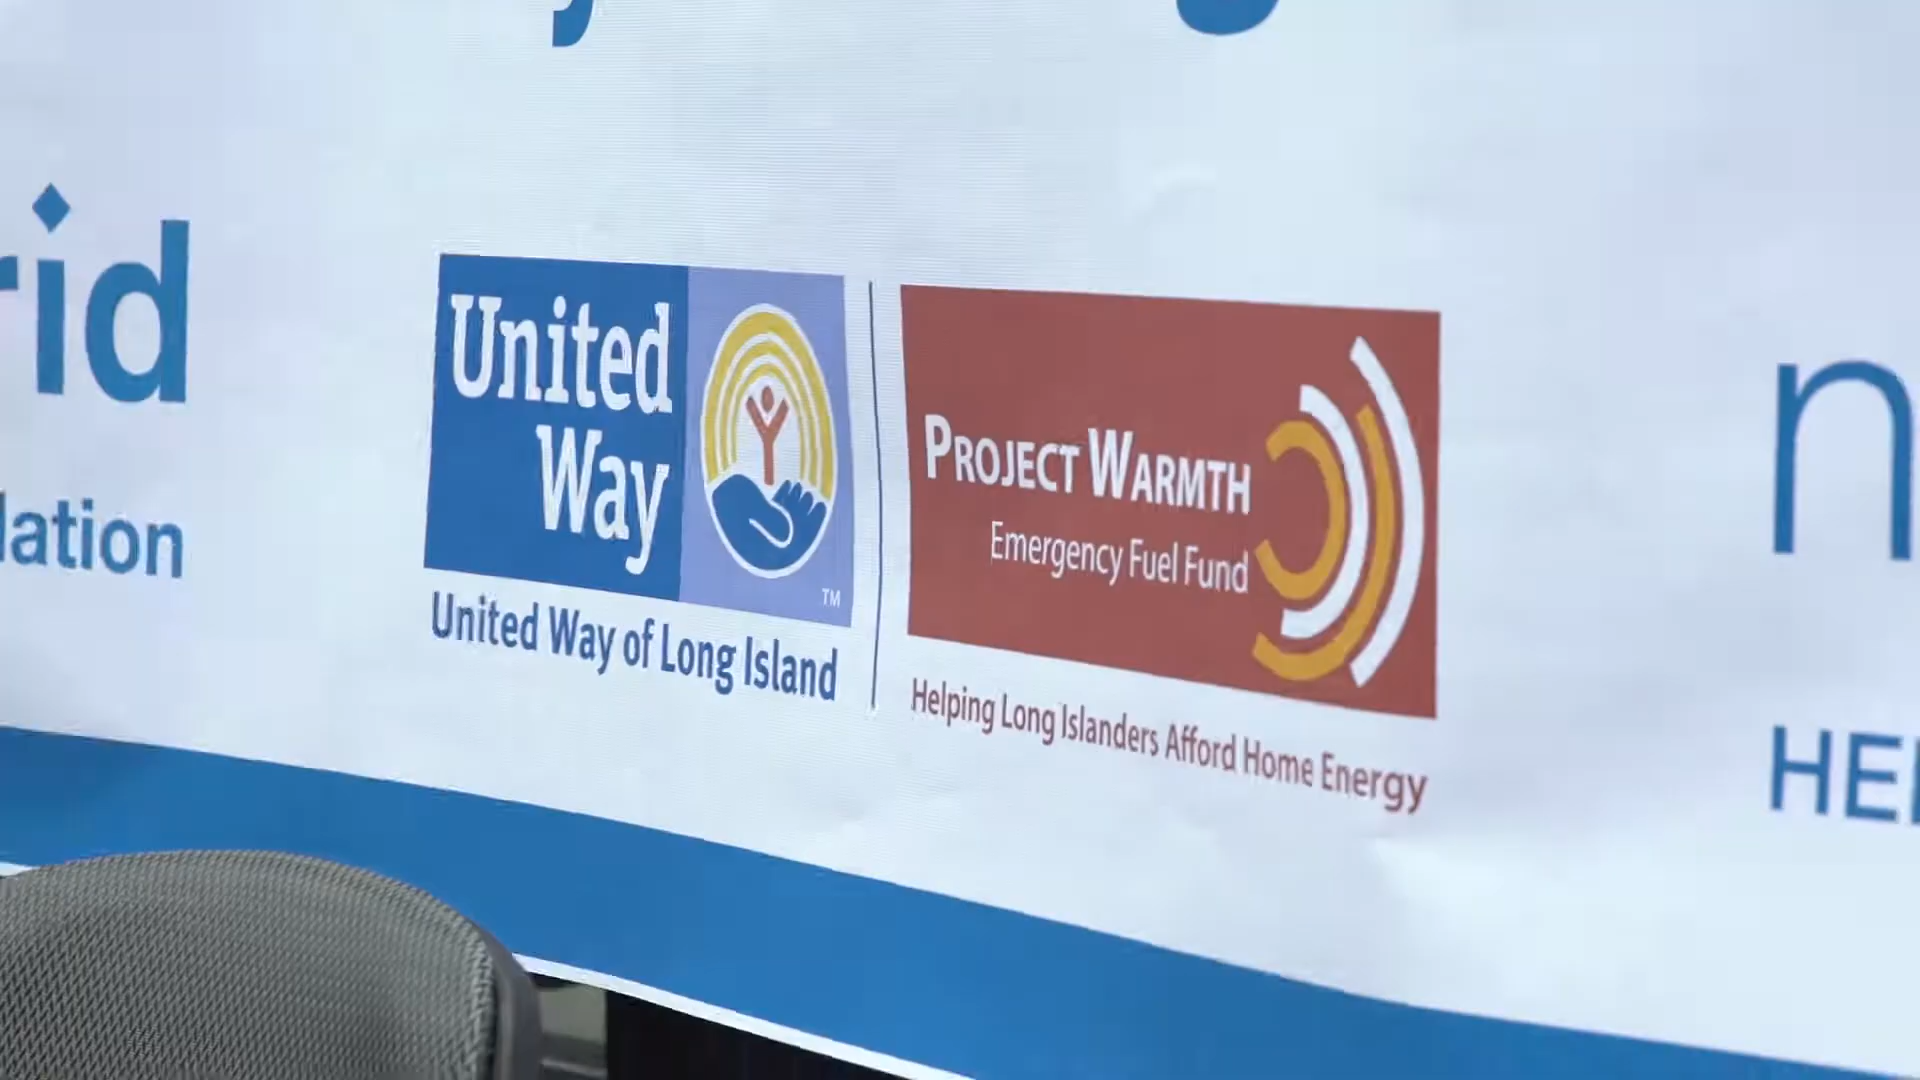 rid
lation
United
Way
TM
United Way of Long Island
PROJECT WARMTH
Emergency Fuel Fund
Helping Long Islanders Afford Home Energy
n
HE